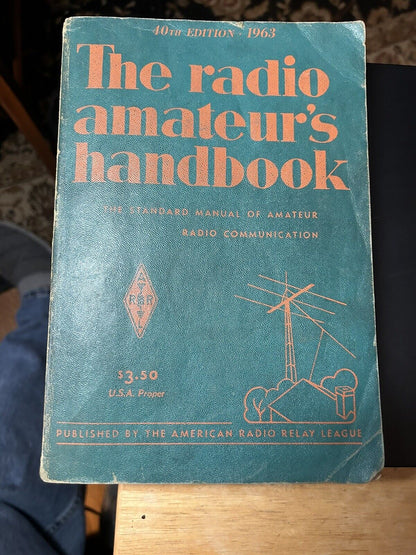 40TH EDITION · 1963
The radio
amateur's
handbook
THE STANDARD MANUAL OF AMATEUR
RADIO COMMUNICATION
A
R R
L
$3.50
U.S.A. Proper
PUBLISHED BY THE AMERICAN RADIO RELAY LEAGUE